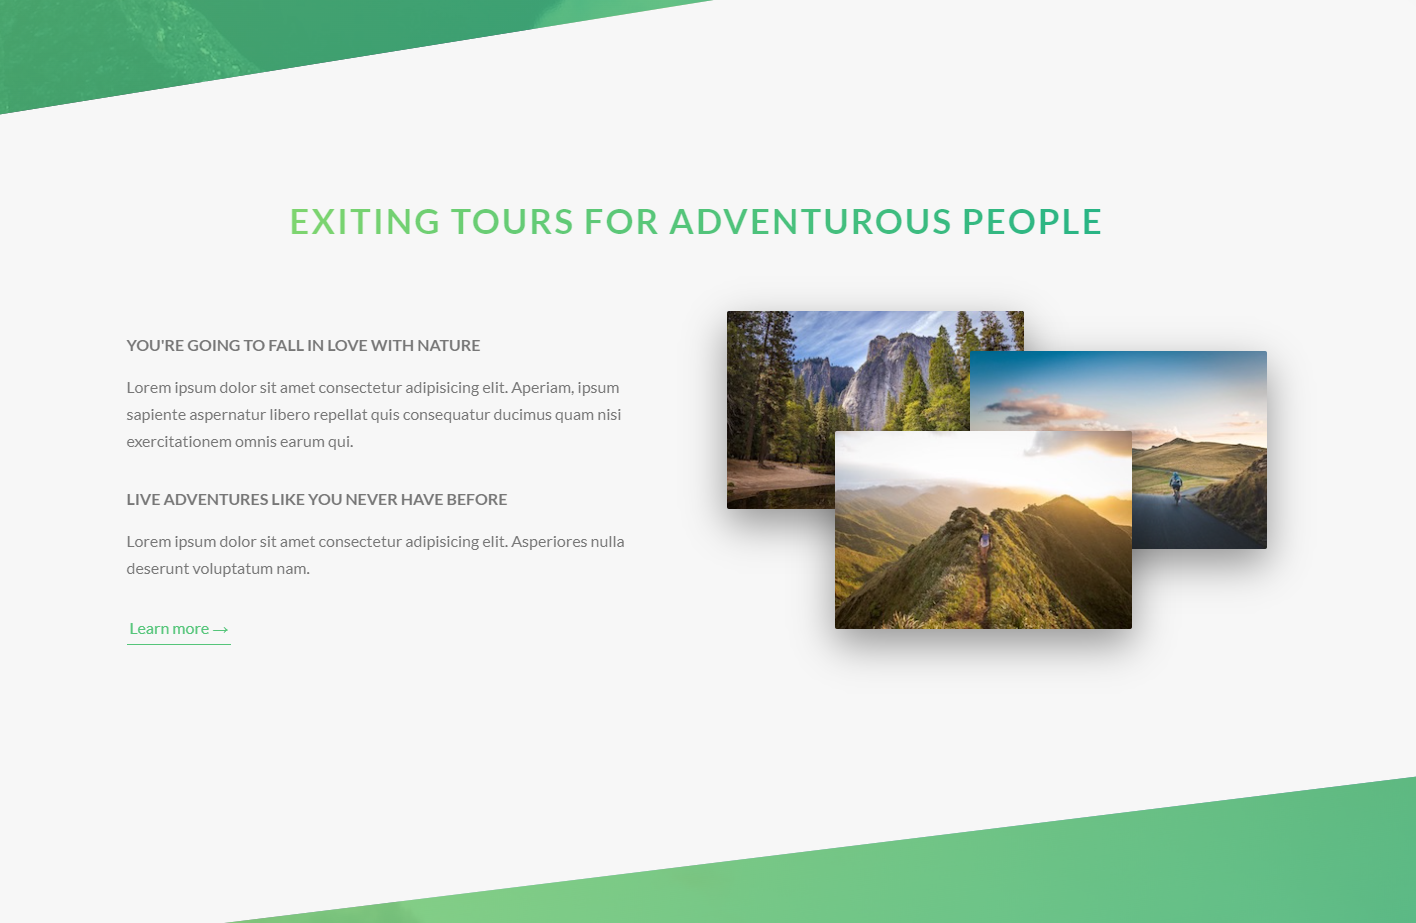 EXITING TOURS FOR ADVENTUROUS PEOPLE
YOU'RE GOING TO FALL IN LOVE WITH NATURE
Lorem ipsum dolor sit amet consectetur adipisicing elit. Aperiam, ipsum
sapiente aspernatur libero repellat quis consequatur ducimus quam nisi
exercitationem omnis earum qui.
LIVE ADVENTURES LIKE YOU NEVER HAVE BEFORE
Lorem ipsum dolor sit amet consectetur adipisicing elit. Asperiores nulla
deserunt voluptatum nam.
Learn more →